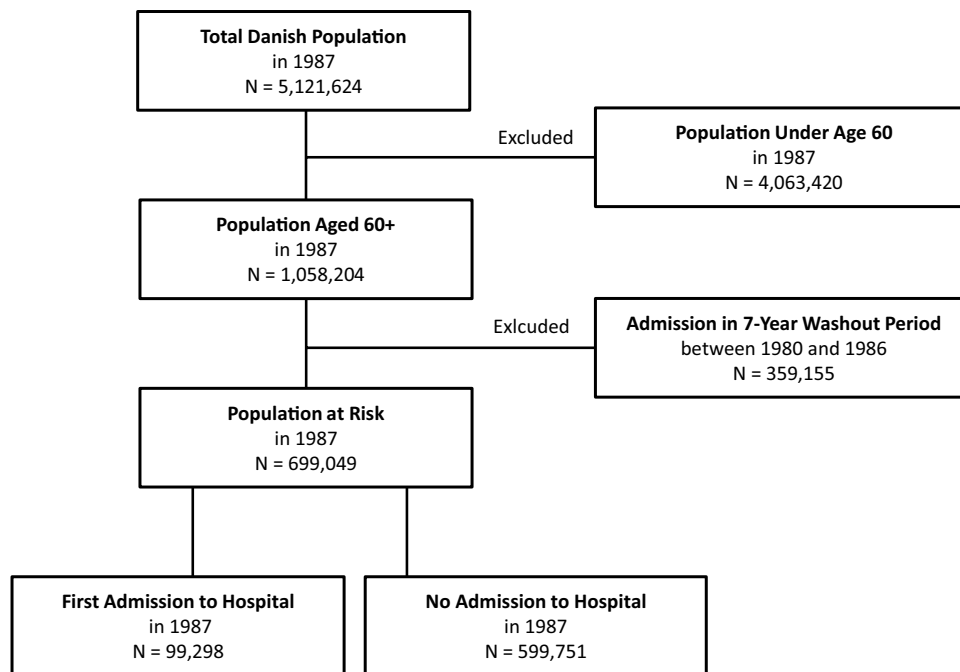 Total Danish Population
in 1987
N = 5,121,624
Excluded
Population Under Age 60
in 1987
N = 4,063,420
Population Aged 60+
in 1987
N = 1,058,204
Exlcuded
Admission in 7-Year Washout Period
between 1980 and 1986
N = 359,155
Population at Risk
in 1987
N = 699,049
First Admission to Hospital
in 1987
N = 99,298
No Admission to Hospital
in 1987
N = 599,751